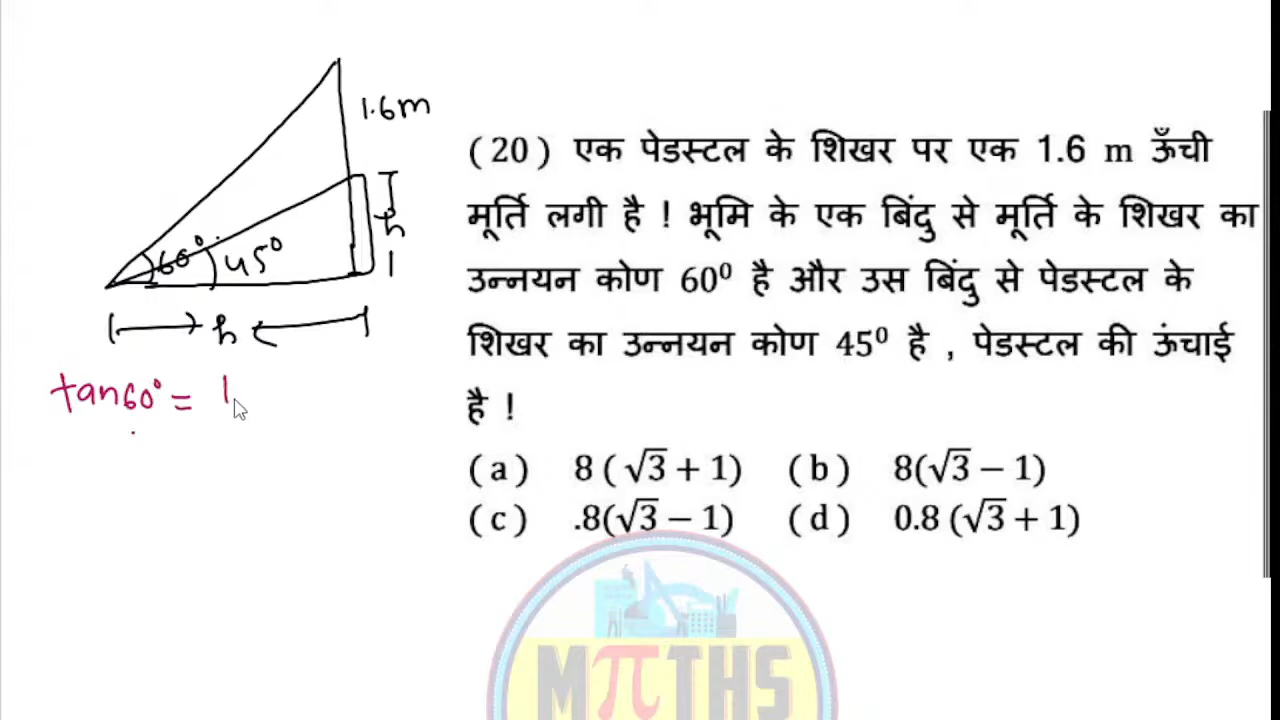 1.6m
h
60° 45°
h
tan60° = 1
(20) एक पेडस्टल के शिखर पर एक 1.6 m ऊँची
मूर्ति लगी है ! भूमि के एक बिंदु से मूर्ति के शिखर का
उन्नयन कोण 60⁰ है और उस बिंदु से पेडस्टल के
शिखर का उन्नयन कोण 45⁰ है , पेडस्टल की ऊंचाई
है !
(a) 8 (√3 + 1) (b) 8(√3 − 1)
(c) .8(√3 − 1) (d) 0.8 (√3 + 1)
MπTHS